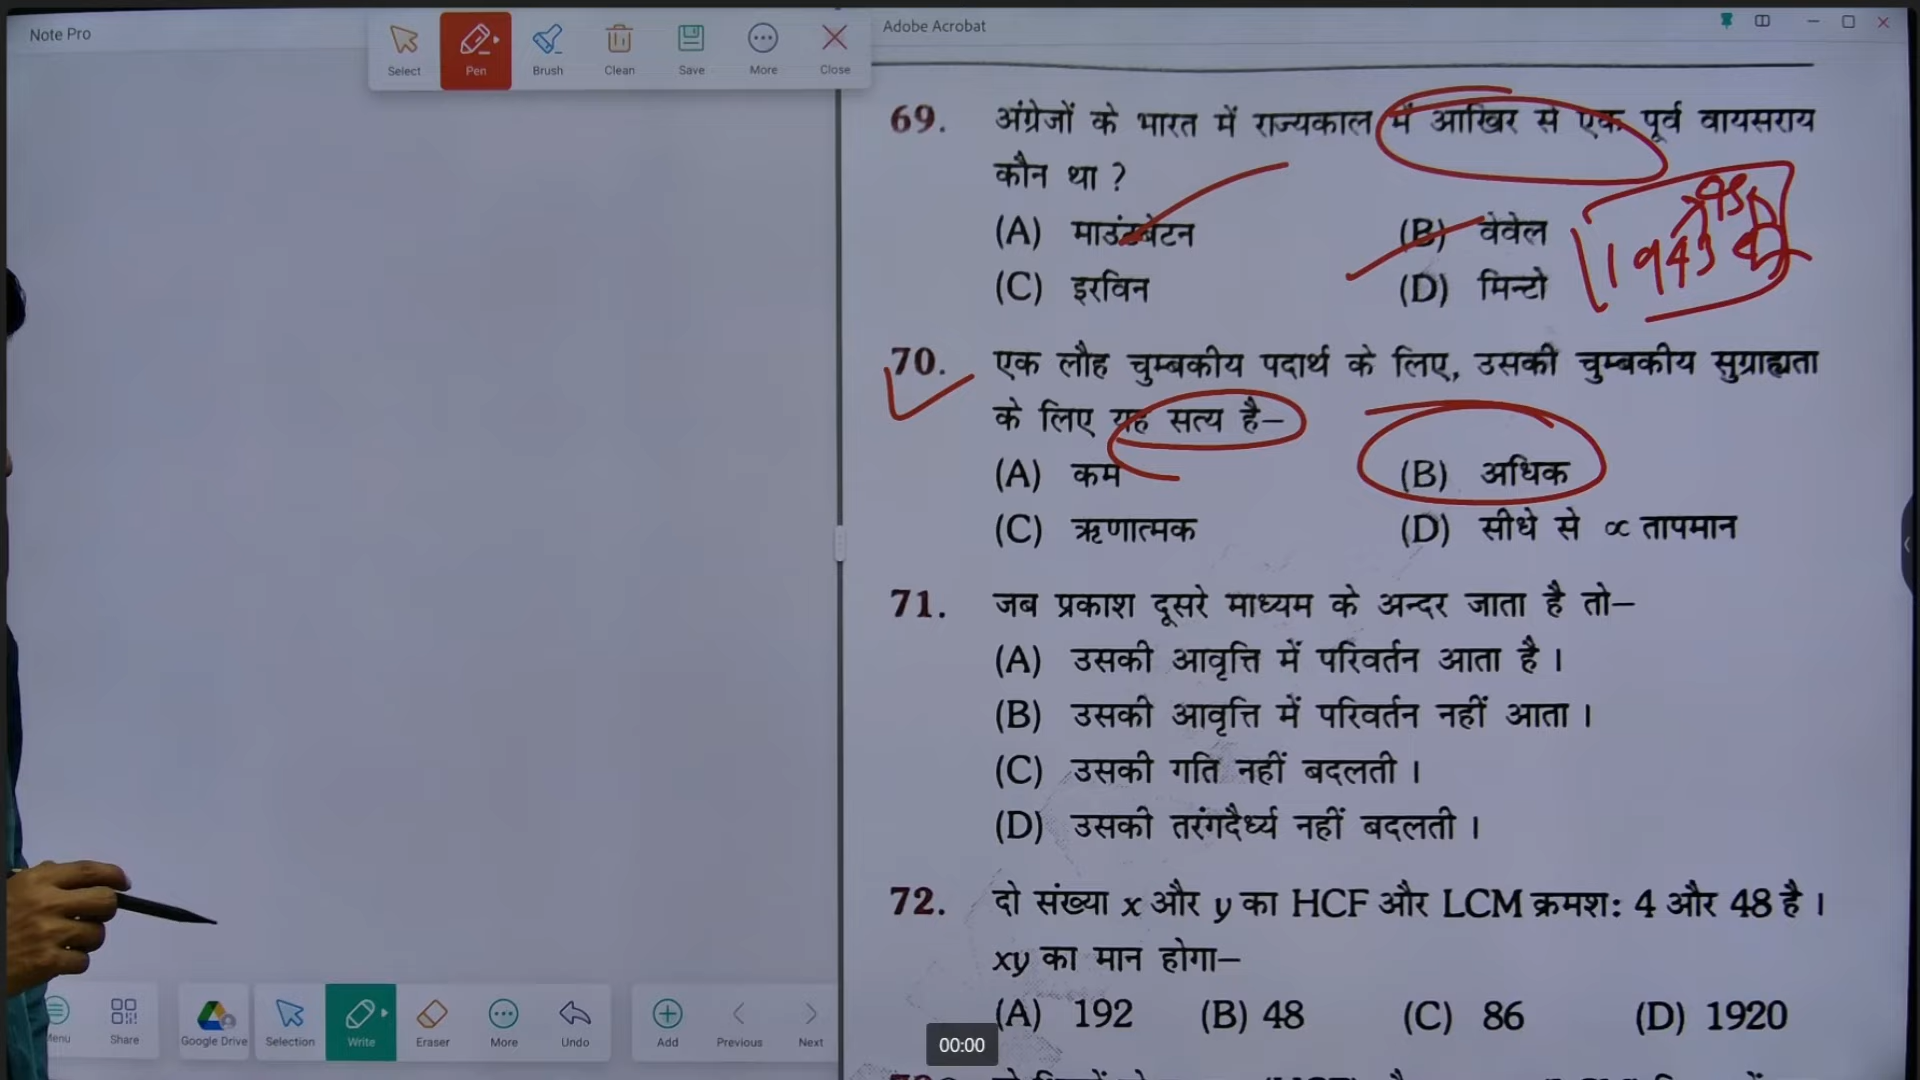 Note Pro
Select
Pen
Brush
Clean
Save
More
Close
Adobe Acrobat
69. अंग्रेजों के भारत में राज्यकाल में आखिर से एक पूर्व वायसराय
कौन था ?
(A) माउंटबेटन (B) वेवेल
(C) इरविन (D) मिन्टो
70. एक लौह चुम्बकीय पदार्थ के लिए, उसकी चुम्बकीय सुग्राह्यता
के लिए यह सत्य है–
(A) कम (B) अधिक
(C) ऋणात्मक (D) सीधे से ∝ तापमान
71. जब प्रकाश दूसरे माध्यम के अन्दर जाता है तो–
(A) उसकी आवृत्ति में परिवर्तन आता है ।
(B) उसकी आवृत्ति में परिवर्तन नहीं आता ।
(C) उसकी गति नहीं बदलती ।
(D) उसकी तरंगदैर्ध्य नहीं बदलती ।
72. दो संख्या x और y का HCF और LCM क्रमश: 4 और 48 है ।
xy का मान होगा–
(A) 192 (B) 48 (C) 86 (D) 1920
Share
Google Drive
Selection
Write
Eraser
More
Undo
Add
Previous
Next
00:00